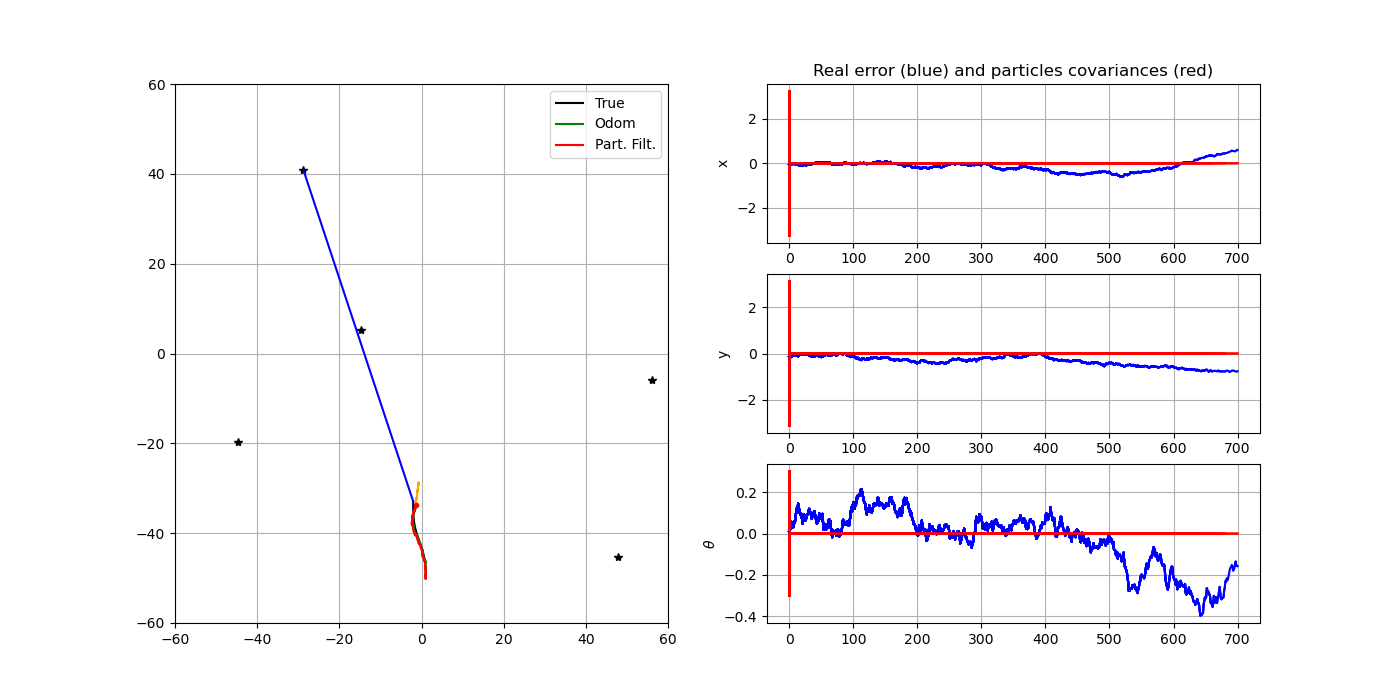 60
40
20
0
−20
−40
−60
−60 −40 −20 0 20 40 60
True
Odom
Part. Filt.
Real error (blue) and particles covariances (red)
x
2
0
−2
0 100 200 300 400 500 600 700
y
2
0
−2
0 100 200 300 400 500 600 700
θ
0.2
0.0
−0.2
−0.4
0 100 200 300 400 500 600 700